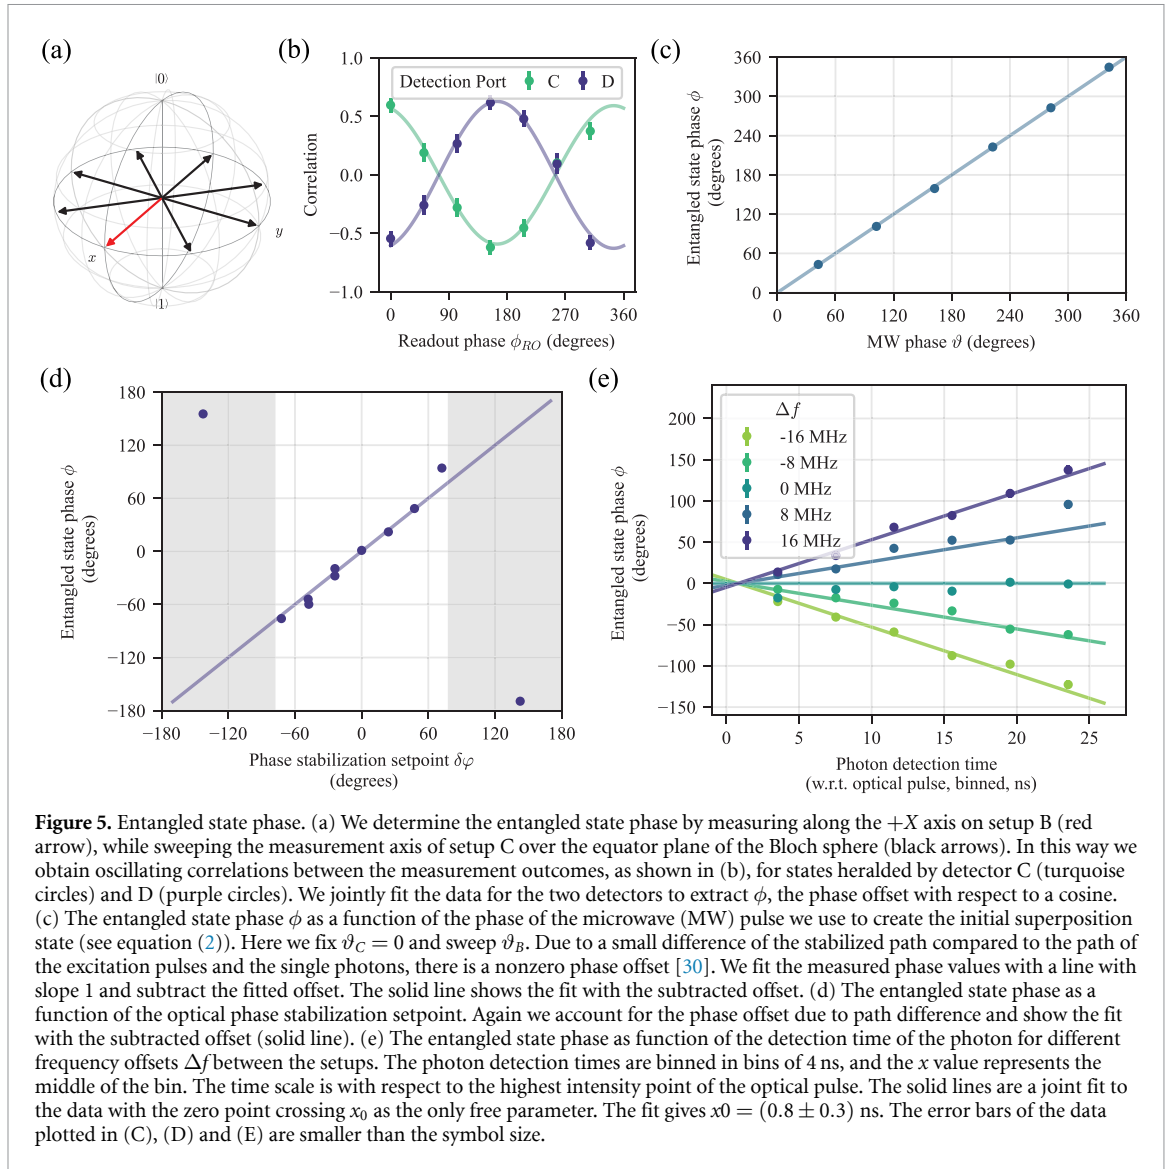 (a)
|0⟩
x
y
|1⟩
(b)
Detection Port C D
1.0
0.5
0.0
−0.5
−1.0
Correlation
0 90 180 270 360
Readout phase ϕRO (degrees)
(c)
360
300
240
180
120
60
0
Entangled state phase ϕ
(degrees)
0 60 120 180 240 300 360
MW phase ϑ (degrees)
(d)
180
120
60
0
−60
−120
−180
Entangled state phase ϕ
(degrees)
−180 −120 −60 0 60 120 180
Phase stabilization setpoint δφ
(degrees)
(e)
Δf
-16 MHz
-8 MHz
0 MHz
8 MHz
16 MHz
200
150
100
50
0
−50
−100
−150
Entangled state phase ϕ
(degrees)
0 5 10 15 20 25
Photon detection time
(w.r.t. optical pulse, binned, ns)
Figure 5. Entangled state phase. (a) We determine the entangled state phase by measuring along the +X axis on setup B (red
arrow), while sweeping the measurement axis of setup C over the equator plane of the Bloch sphere (black arrows). In this way we
obtain oscillating correlations between the measurement outcomes, as shown in (b), for states heralded by detector C (turquoise
circles) and D (purple circles). We jointly fit the data for the two detectors to extract ϕ, the phase offset with respect to a cosine.
(c) The entangled state phase ϕ as a function of the phase of the microwave (MW) pulse we use to create the initial superposition
state (see equation (2)). Here we fix ϑC = 0 and sweep ϑB. Due to a small difference of the stabilized path compared to the path of
the excitation pulses and the single photons, there is a nonzero phase offset [30]. We fit the measured phase values with a line with
slope 1 and subtract the fitted offset. The solid line shows the fit with the subtracted offset. (d) The entangled state phase as a
function of the optical phase stabilization setpoint. Again we account for the phase offset due to path difference and show the fit
with the subtracted offset (solid line). (e) The entangled state phase as function of the detection time of the photon for different
frequency offsets Δf between the setups. The photon detection times are binned in bins of 4 ns, and the x value represents the
middle of the bin. The time scale is with respect to the highest intensity point of the optical pulse. The solid lines are a joint fit to
the data with the zero point crossing x0 as the only free parameter. The fit gives x0 = (0.8 ± 0.3) ns. The error bars of the data
plotted in (C), (D) and (E) are smaller than the symbol size.